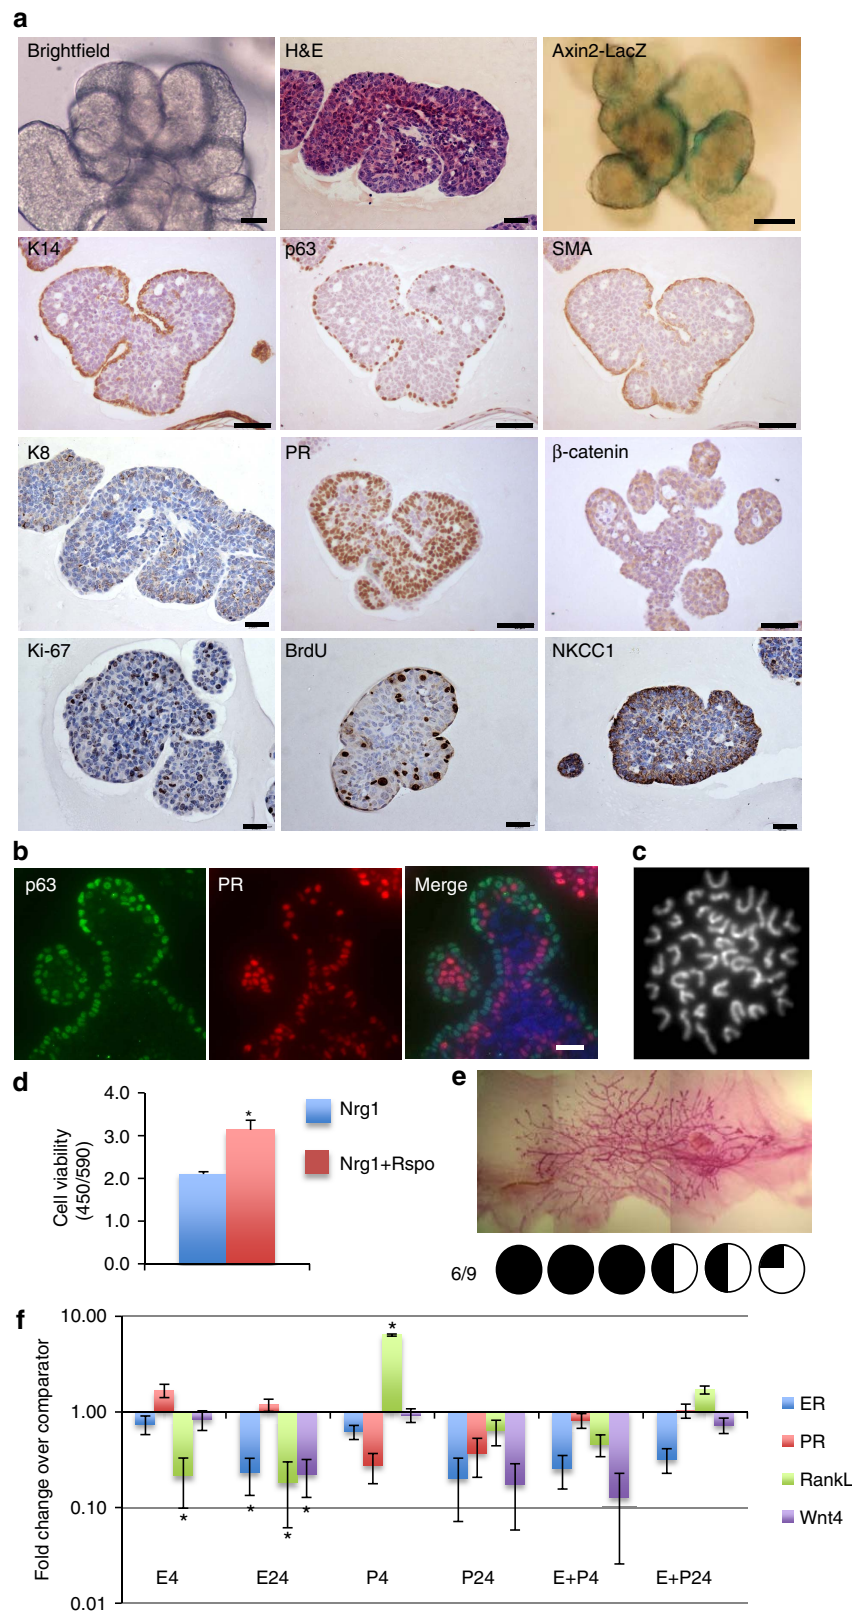 a
Brightfield
H&E
Axin2-LacZ
K14
p63
SMA
K8
PR
β-catenin
Ki-67
BrdU
NKCC1
b
p63
PR
Merge
c
d
4.0
3.0
2.0
1.0
0.0
Cell viability
(450/590)
*
Nrg1
Nrg1+Rspo
e
6/9
f
10.00
1.00
0.10
0.01
Fold change over comparator
*
*
*
*
*
E4
E24
P4
P24
E+P4
E+P24
ER
PR
RankL
Wnt4